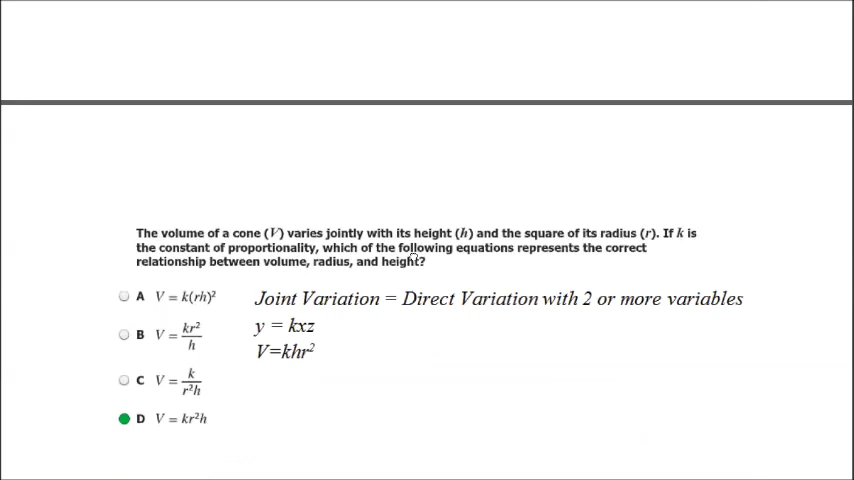 The volume of a cone (V) varies jointly with its height (h) and the square of its radius (r). If k is
the constant of proportionality, which of the following equations represents the correct
relationship between volume, radius, and height?
A V = k(rh)²
Joint Variation = Direct Variation with 2 or more variables
y = kxz
B V = kr²/h
V=khr²
C V = k/r²h
D V = kr²h